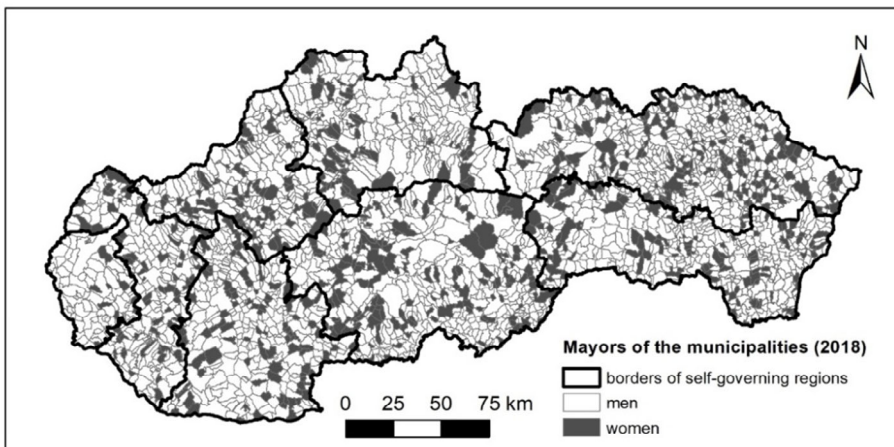 N
Mayors of the municipalities (2018)
borders of self-governing regions
men
women
0 25 50 75 km